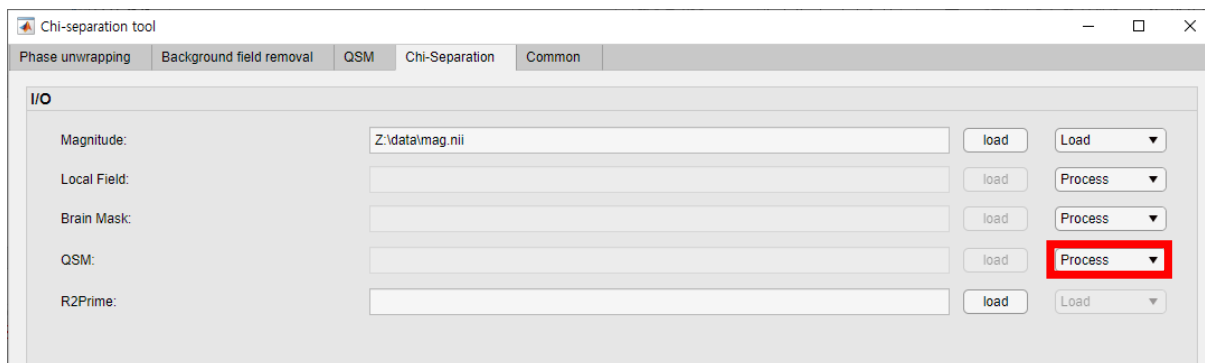 Chi-separation tool
Phase unwrapping Background field removal QSM Chi-Separation Common
I/O
Magnitude: Z:\data\mag.nii load Load
Local Field: load Process
Brain Mask: load Process
QSM: load Process
R2Prime: load Load